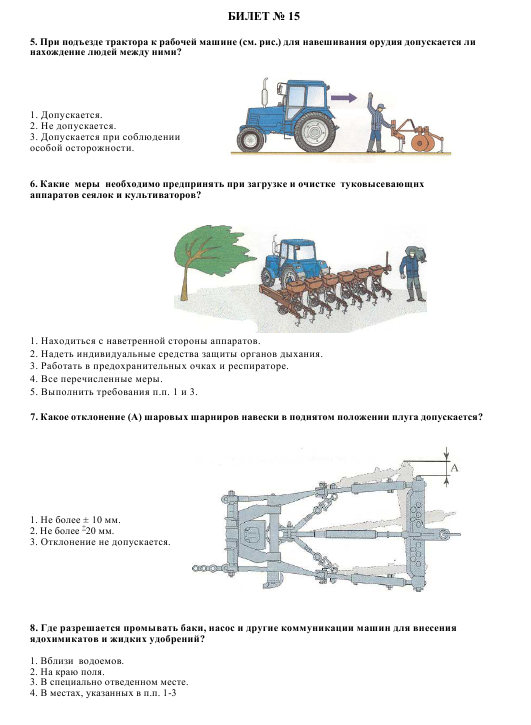 БИЛЕТ № 15
5. При подъезде трактора к рабочей машине (см. рис.) для навешивания орудия допускается ли
нахождение людей между ними?
1. Допускается.
2. Не допускается.
3. Допускается при соблюдении
особой осторожности.
6. Какие меры необходимо предпринять при загрузке и очистке туковысевающих
аппаратов сеялок и культиваторов?
1. Находиться с наветренной стороны аппаратов.
2. Надеть индивидуальные средства защиты органов дыхания.
3. Работать в предохранительных очках и респираторе.
4. Все перечисленные меры.
5. Выполнить требования п.п. 1 и 3.
7. Какое отклонение (А) шаровых шарниров навески в поднятом положении плуга допускается?
А
1. Не более ± 10 мм.
2. Не более ±20 мм.
3. Отклонение не допускается.
8. Где разрешается промывать баки, насос и другие коммуникации машин для внесения
ядохимикатов и жидких удобрений?
1. Вблизи водоемов.
2. На краю поля.
3. В специально отведенном месте.
4. В местах, указанных в п.п. 1-3